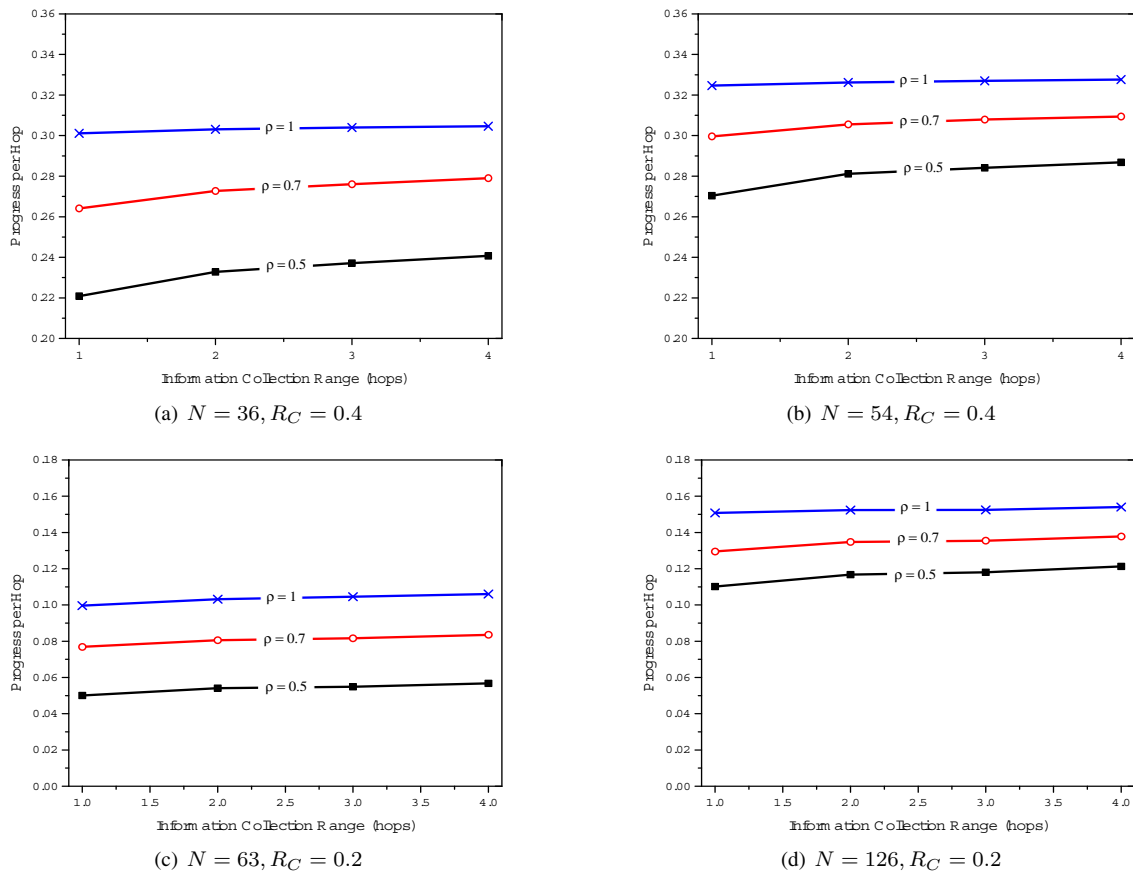 0.36
0.34
0.32
0.30
0.28
0.26
0.24
0.22
0.20
Progress per Hop
ρ = 1
ρ = 0.7
ρ = 0.5
1 2 3 4
Information Collection Range (hops)
(a) N = 36, R_C = 0.4
0.36
0.34
0.32
0.30
0.28
0.26
0.24
0.22
0.20
Progress per Hop
ρ = 1
ρ = 0.7
ρ = 0.5
1 2 3 4
Information Collection Range (hops)
(b) N = 54, R_C = 0.4
0.18
0.16
0.14
0.12
0.10
0.08
0.06
0.04
0.02
0.00
Progress per Hop
ρ = 1
ρ = 0.7
ρ = 0.5
1.0 1.5 2.0 2.5 3.0 3.5 4.0
Information Collection Range (hops)
(c) N = 63, R_C = 0.2
0.18
0.16
0.14
0.12
0.10
0.08
0.06
0.04
0.02
0.00
Progress per Hop
ρ = 1
ρ = 0.7
ρ = 0.5
1.0 1.5 2.0 2.5 3.0 3.5 4.0
Information Collection Range (hops)
(d) N = 126, R_C = 0.2